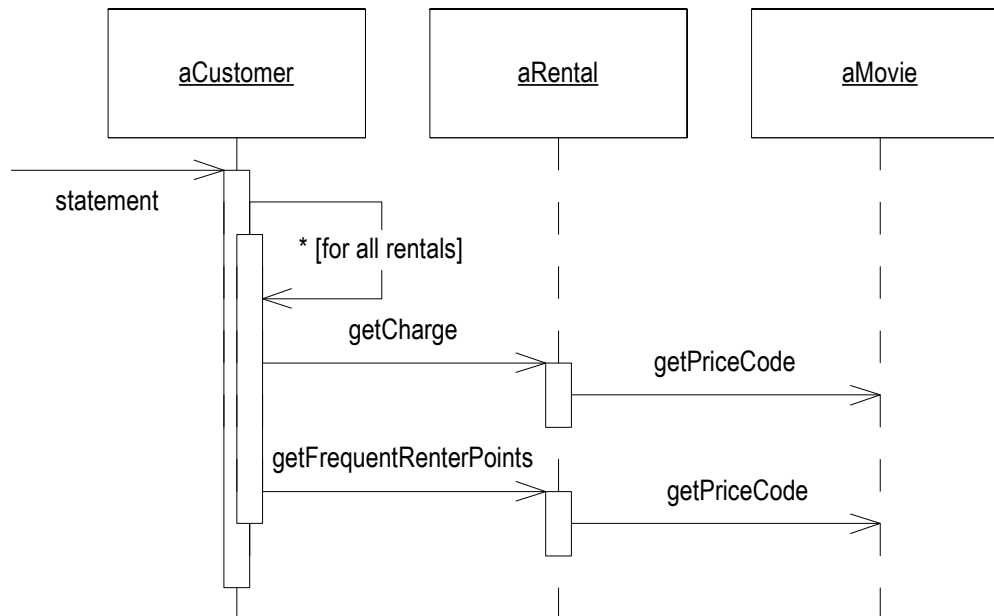 aCustomer
aRental
aMovie
statement
* [for all rentals]
getCharge
getPriceCode
getFrequentRenterPoints
getPriceCode